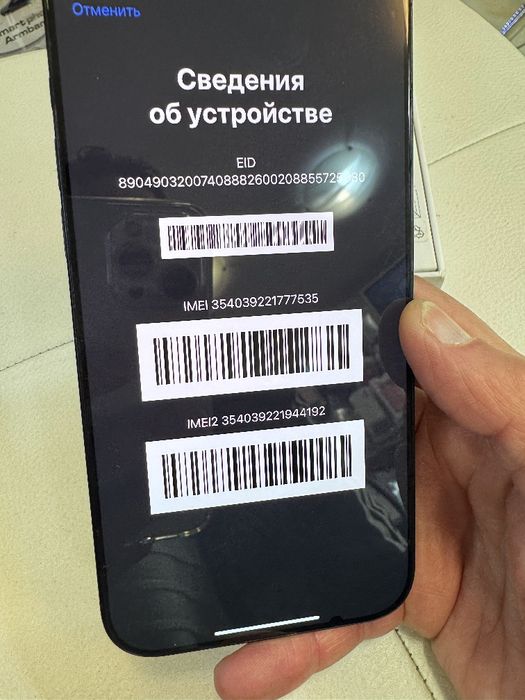 Отменить
Сведения
об устройстве
EID
IMEI 354039221777535
IMEI2 354039221944192